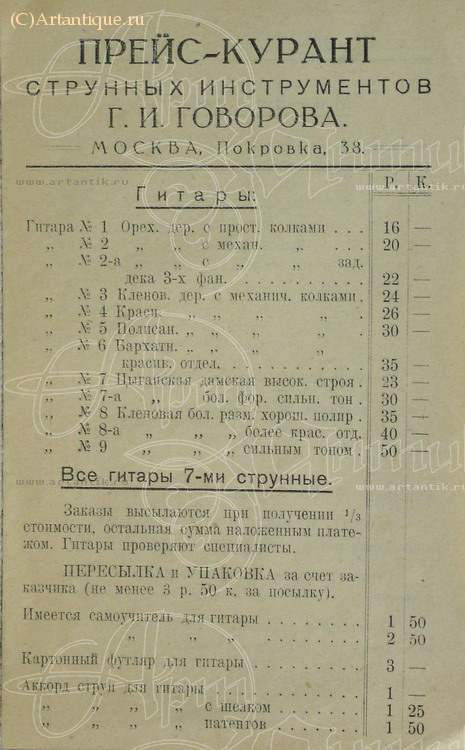 (C)Artantique.ru
ПРЕЙС-КУРАНТ
СТРУННЫХ ИНСТРУМЕНТОВ
Г. И. ГОВОРОВА.
МОСКВА, Покровка, 38.
Гитары: Р. К.
Гитара № 1 Орех. дер. с прост. колками . . . 16 —
„ № 2 „ „ с механ. „ . . 20 —
„ № 2-а „ „ с „ „ зад.
дека 3-х фан. . . . . . . . . . . . 22 —
„ № 3 Кленов. дер. с механич. колками . 24 —
„ № 4 Красн. „ „ „ „ . 26 —
„ № 5 Полисан. „ „ „ „ . 30 —
„ № 6 Бархатн. „ „ „
красив. отдел. . . . . . . . . . . . 35 —
„ № 7 Цыганская дамская высок. строя . 23 —
„ № 7-а „ бол. фор. сильн. тон . 30 —
„ № 8 Кленовая бол. разм. хорош. полир . 35 —
„ № 8-а „ „ „ более крас. отд. 40 —
„ № 9 „ „ „ сильным тоном . 50 —
Все гитары 7-ми струнные.
Заказы высылаются при получении 1/3
стоимости, остальная сумма наложенным плате-
жом. Гитары проверяют специалисты.
ПЕРЕСЫЛКА и УПАКОВКА за счет за-
казчика (не менее 3 р. 50 к. за посылку).
Имеется самоучитель для гитары . . . . . . . . 1 50
„ „ „ „ . . . . . . . . 2 50
Картонный футляр для гитары . . . . . . . . . 3 —
Аккорд струн для гитары . . . . . . . . . . . . 1 —
„ „ „ „ с шелком . . . . . . 1 25
„ „ „ „ патентов . . . . . . 1 50